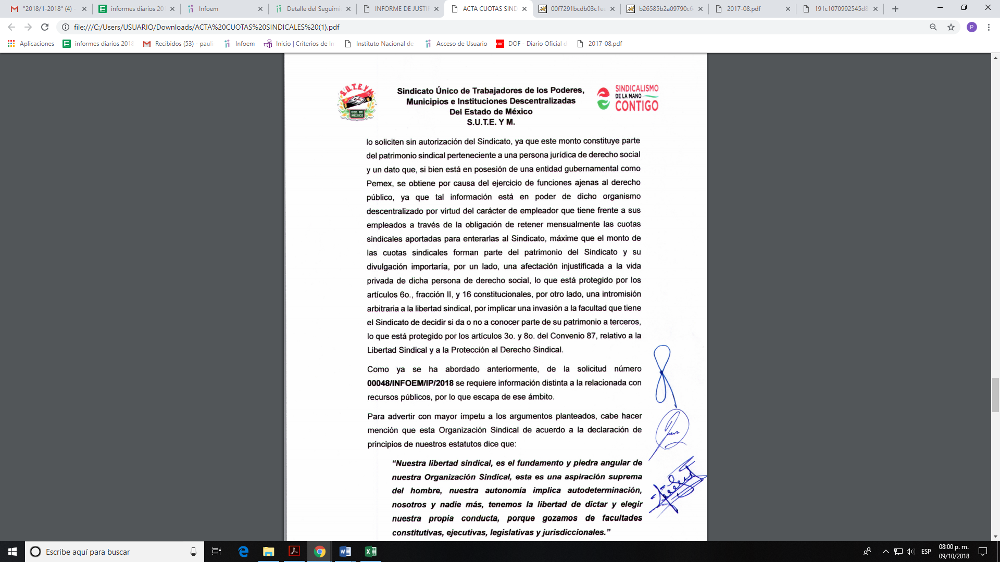 "2018/1-2018" (4) -
informes diarios 201
Infoem
Detalle del Seguimi
INFORME DE JUSTI
ACTA CUOTAS SIND
00f7291bcdb03c1ee
b26585b2a09790c6
2017-08.pdf
191c1070992545d8
file:///C:/Users/USUARIO/Downloads/ACTA%20CUOTAS%20SINDICALES%20(1).pdf
P
Aplicaciones
informes diarios 2018
Recibidos (53) - pauli
Infoem
Inicio | Criterios de In
Instituto Nacional de
Acceso de Usuario
DOF - Diario Oficial d
2017-08.pdf
S.U.T.E.Y M.
EDO. DE
MEXICO
Sindicato Único de Trabajadores de los Poderes,
Municipios e Instituciones Descentralizadas
Del Estado de México
S.U.T.E. Y M.
SINDICALISMO
DE LA MANO
CONTIGO
lo soliciten sin autorización del Sindicato, ya que este monto constituye parte
del patrimonio sindical perteneciente a una persona jurídica de derecho social
y un dato que, si bien está en posesión de una entidad gubernamental como
Pemex, se obtiene por causa del ejercicio de funciones ajenas al derecho
público, ya que tal información está en poder de dicho organismo
descentralizado por virtud del carácter de empleador que tiene frente a sus
empleados a través de la obligación de retener mensualmente las cuotas
sindicales aportadas para enterarlas al Sindicato, máxime que el monto de
las cuotas sindicales forman parte del patrimonio del Sindicato y su
divulgación importaría, por un lado, una afectación injustificada a la vida
privada de dicha persona de derecho social, lo que está protegido por los
artículos 6o., fracción II, y 16 constitucionales, por otro lado, una intromisión
arbitraria a la libertad sindical, por implicar una invasión a la facultad que tiene
el Sindicato de decidir si da o no a conocer parte de su patrimonio a terceros,
lo que está protegido por los artículos 3o. y 8o. del Convenio 87, relativo a la
Libertad Sindical y a la Protección al Derecho Sindical.
Como ya se ha abordado anteriormente, de la solicitud número
00048/INFOEM/IP/2018 se requiere información distinta a la relacionada con
recursos públicos, por lo que escapa de ese ámbito.
Para advertir con mayor ímpetu a los argumentos planteados, cabe hacer
mención que esta Organización Sindical de acuerdo a la declaración de
principios de nuestros estatutos dice que:
“Nuestra libertad sindical, es el fundamento y piedra angular de
nuestra Organización Sindical, esta es una aspiración suprema
del hombre, nuestra autonomía implica autodeterminación,
nosotros y nadie más, tenemos la libertad de dictar y elegir
nuestra propia conducta, porque gozamos de facultades
constitutivas, ejecutivas, legislativas y jurisdiccionales.”
Escribe aquí para buscar
ESP
08:00 p. m.
09/10/2018